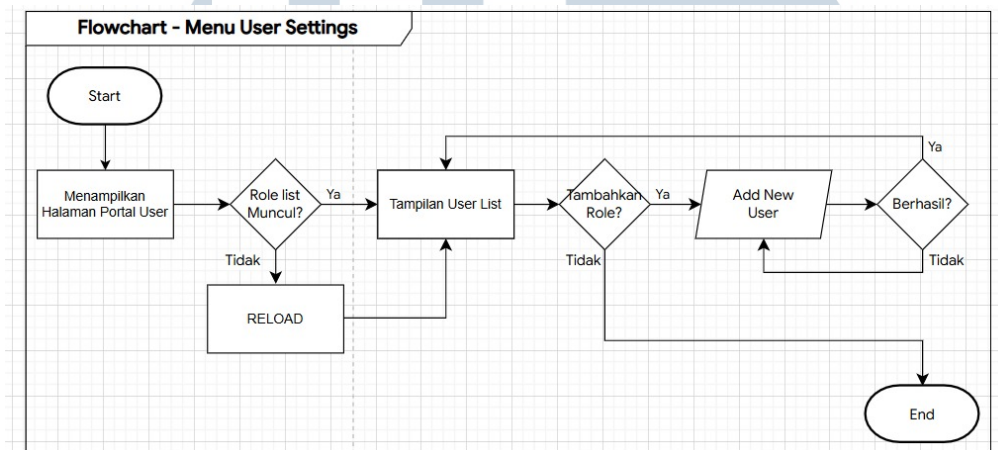 Flowchart - Menu User Settings
Start
Menampilkan
Halaman Portal User
Role list
Muncul?
Ya
Tidak
RELOAD
Tampilan User List
Tambahkan
Role?
Ya
Tidak
Add New
User
Berhasil?
Ya
Tidak
End